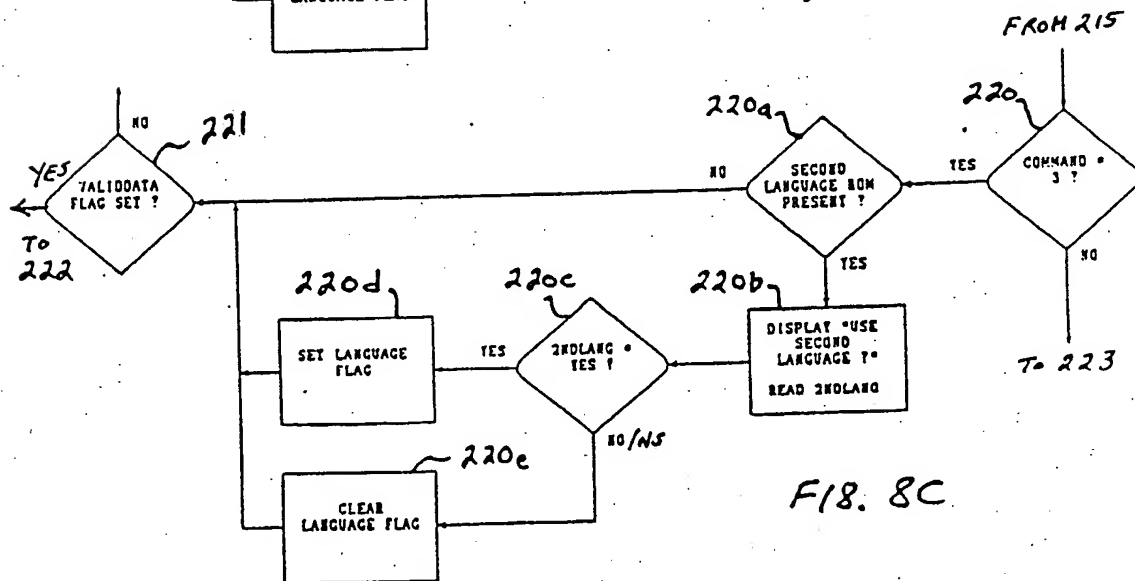 LANGUAGE FLAG
FROM 215
220
COMMAND =
3 ?
YES
NO
To 223
220a
SECOND
LANGUAGE ROM
PRESENT ?
NO
YES
220b
DISPLAY "USE
SECOND
LANGUAGE ?"
READ 2NDLANG
220c
2NDLANG =
YES ?
YES
NO/NS
220d
SET LANGUAGE
FLAG
220e
CLEAR
LANGUAGE FLAG
221
VALIDDATA
FLAG SET ?
NO
YES
To
222
FIG. 8C